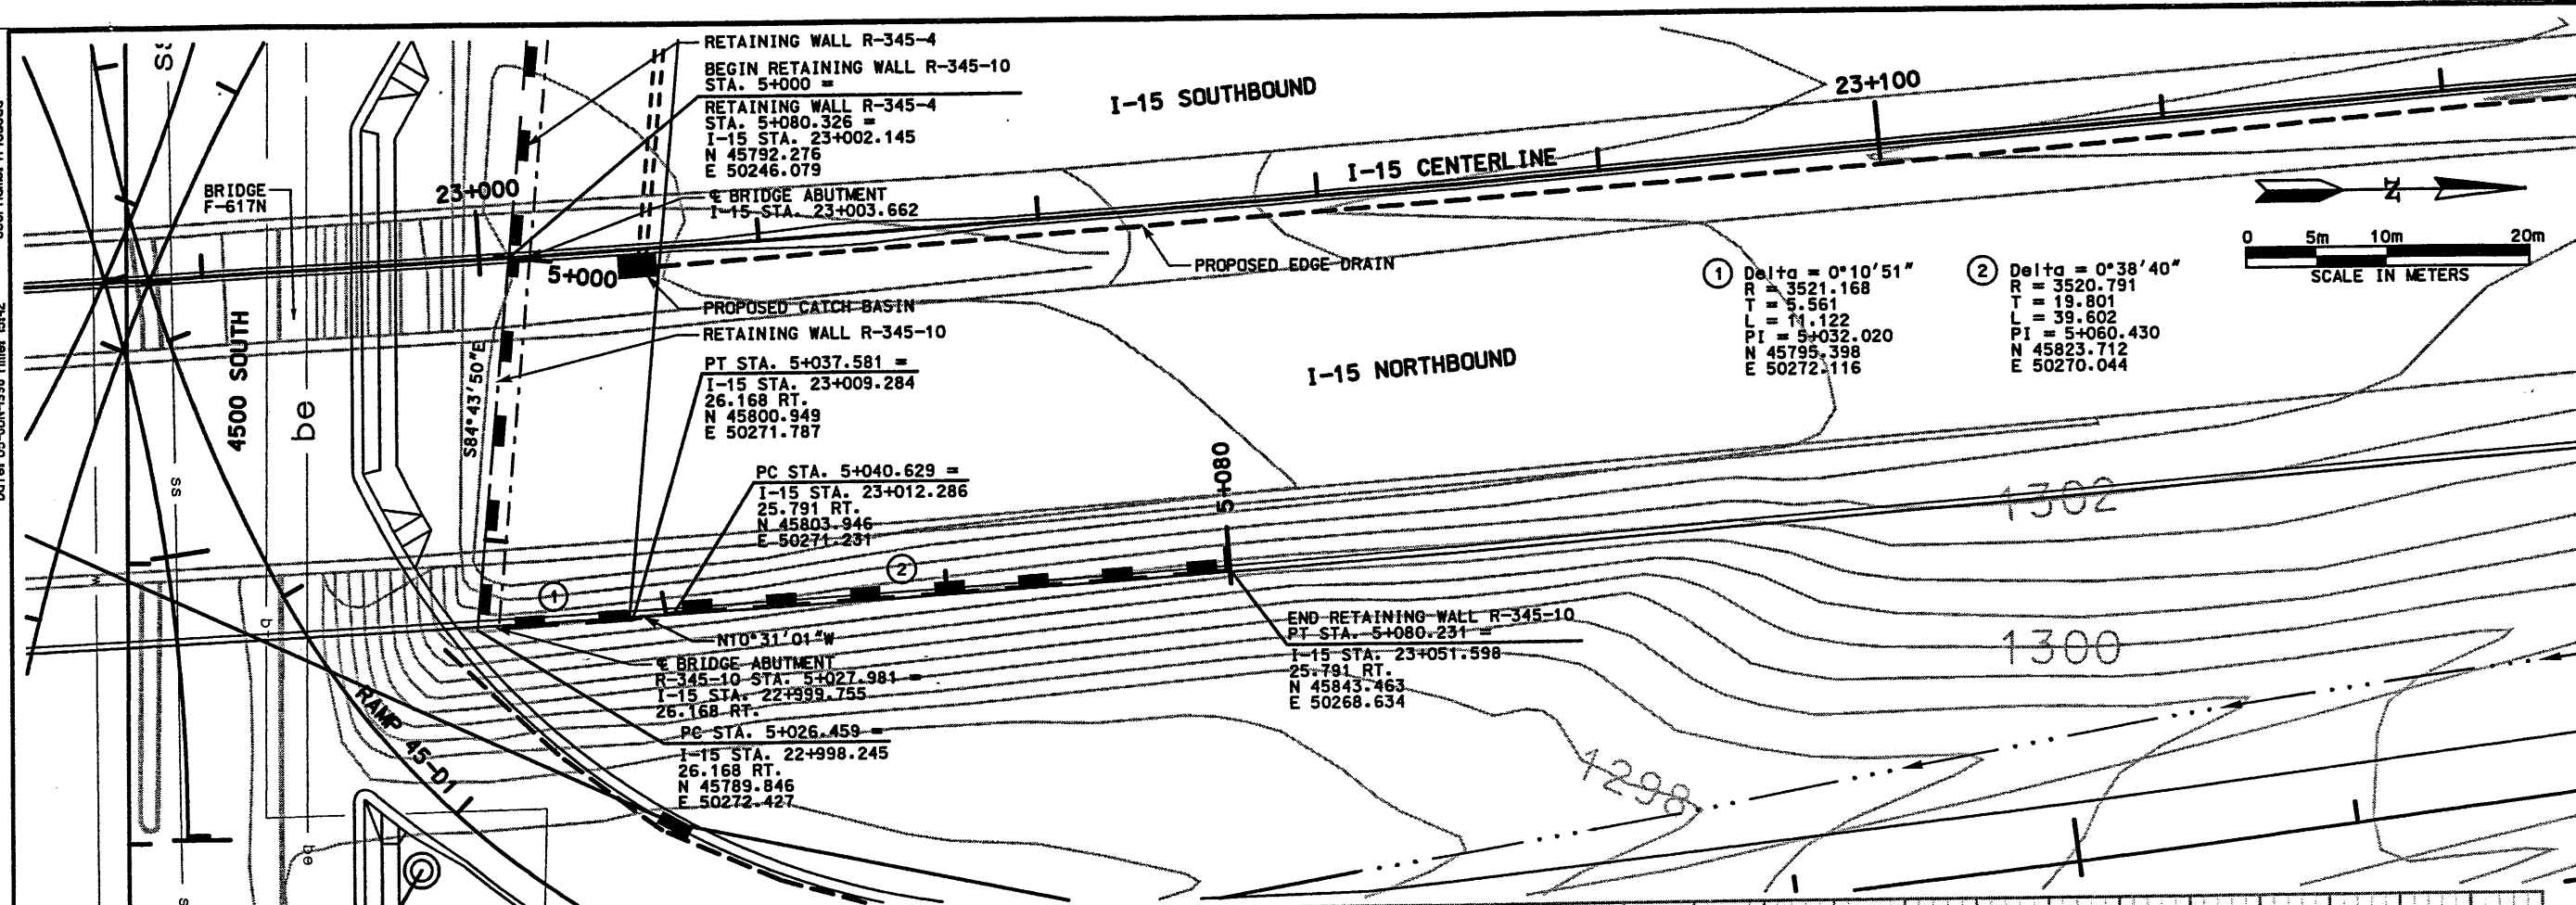 RETAINING WALL R-345-4
BEGIN RETAINING WALL R-345-10
STA. 5+000 =
RETAINING WALL R-345-4
STA. 5+080.326 =
I-15 STA. 23+002.145
N 45792.276
E 50246.079
℄ BRIDGE ABUTMENT
I-15 STA. 23+003.662
I-15 SOUTHBOUND
23+100
I-15 CENTERLINE
BRIDGE
F-617N
23+000
5+000
PROPOSED EDGE DRAIN
PROPOSED CATCH BASIN
RETAINING WALL R-345-10
N
0 5m 10m 20m
SCALE IN METERS
1 Delta = 0°10'51"
R = 3521.168
T = 5.561
L = 11.122
PI = 5+032.020
N 45795.398
E 50272.116
2 Delta = 0°38'40"
R = 3520.791
T = 19.801
L = 39.602
PI = 5+060.430
N 45823.712
E 50270.044
4500 SOUTH
be
S84°43'50"E
PT STA. 5+037.581 =
I-15 STA. 23+009.284
26.168 RT.
N 45800.949
E 50271.787
I-15 NORTHBOUND
PC STA. 5+040.629 =
I-15 STA. 23+012.286
25.791 RT.
N 45803.946
E 50271.231
5+080
1302
ss
1
2
N10°31'01"W
℄ BRIDGE ABUTMENT
R-345-10 STA. 5+027.981 =
I-15 STA. 22+999.755
26.168 RT.
PC STA. 5+026.459 =
I-15 STA. 22+998.245
26.168 RT.
N 45789.846
E 50272.427
END RETAINING WALL R-345-10
PT STA. 5+080.231 =
I-15 STA. 23+051.598
25.791 RT.
N 45843.463
E 50268.634
1300
1298
RAMP 45-D1
be